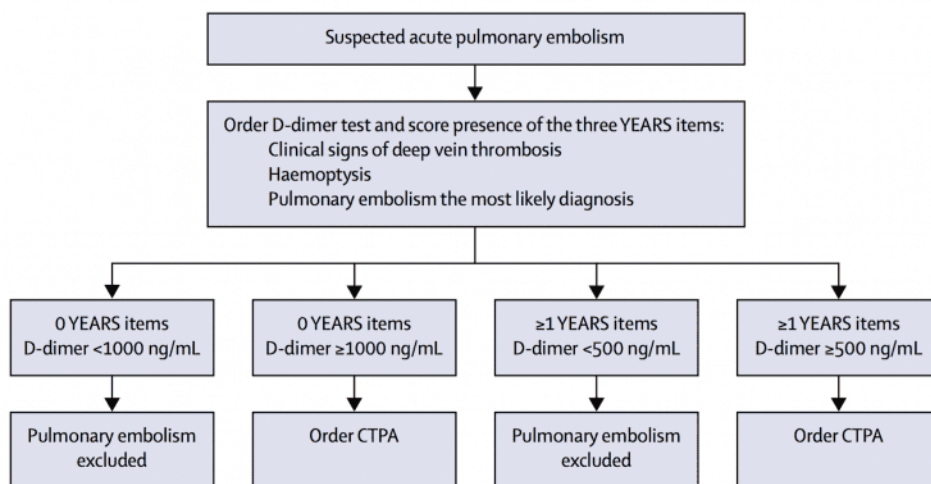 Suspected acute pulmonary embolism
Order D-dimer test and score presence of the three YEARS items:
Clinical signs of deep vein thrombosis
Haemoptysis
Pulmonary embolism the most likely diagnosis
0 YEARS items
D-dimer <1000 ng/mL
0 YEARS items
D-dimer ≥1000 ng/mL
≥1 YEARS items
D-dimer <500 ng/mL
≥1 YEARS items
D-dimer ≥500 ng/mL
Pulmonary embolism
excluded
Order CTPA
Pulmonary embolism
excluded
Order CTPA